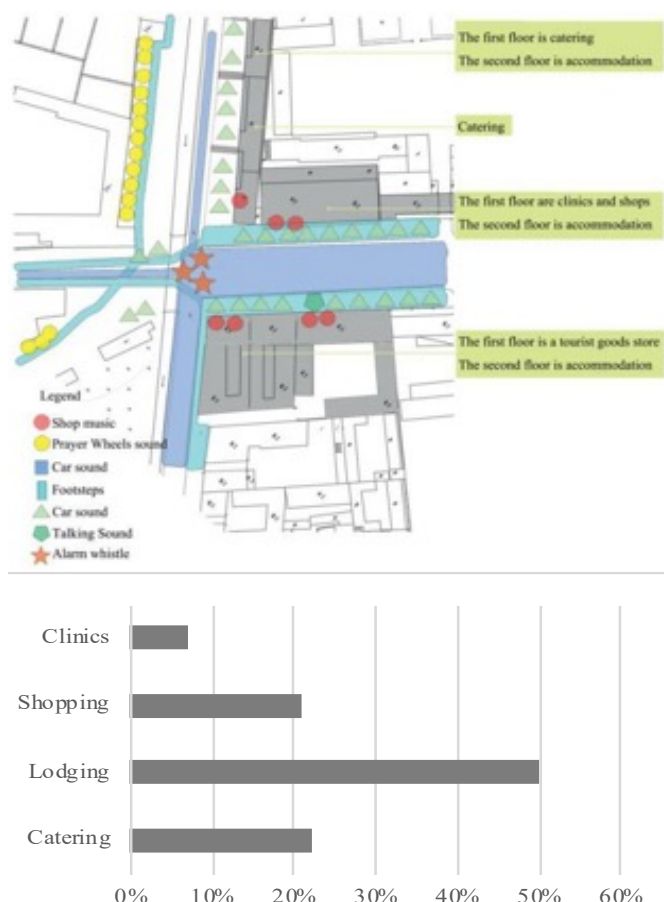 The first floor is catering
The second floor is accommodation
Catering
The first floor are clinics and shops
The second floor is accommodation
The first floor is a tourist goods store
The second floor is accommodation
Legend
Shop music
Prayer Wheels sound
Car sound
Footsteps
Car sound
Talking Sound
Alarm whistle
Clinics
Shopping
Lodging
Catering
0% 10% 20% 30% 40% 50% 60%